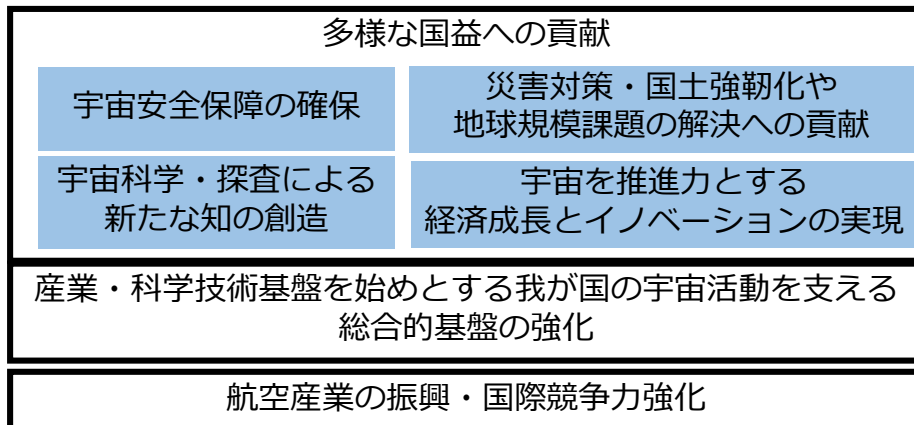 多様な国益への貢献
宇宙安全保障の確保
災害対策・国土強靭化や
地球規模課題の解決への貢献
宇宙科学・探査による
新たな知の創造
宇宙を推進力とする
経済成長とイノベーションの実現
産業・科学技術基盤を始めとする我が国の宇宙活動を支える
総合的基盤の強化
航空産業の振興・国際競争力強化